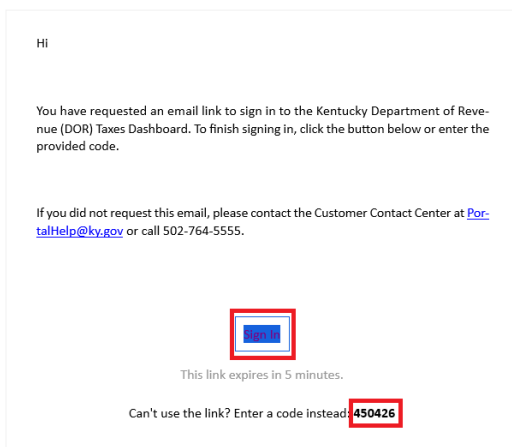 Hi
You have requested an email link to sign in to the Kentucky Department of Reve-
nue (DOR) Taxes Dashboard. To finish signing in, click the button below or enter the
provided code.
If you did not request this email, please contact the Customer Contact Center at Por-
talHelp@ky.gov or call 502-764-5555.
Sign In
This link expires in 5 minutes.
Can't use the link? Enter a code instead: 450426